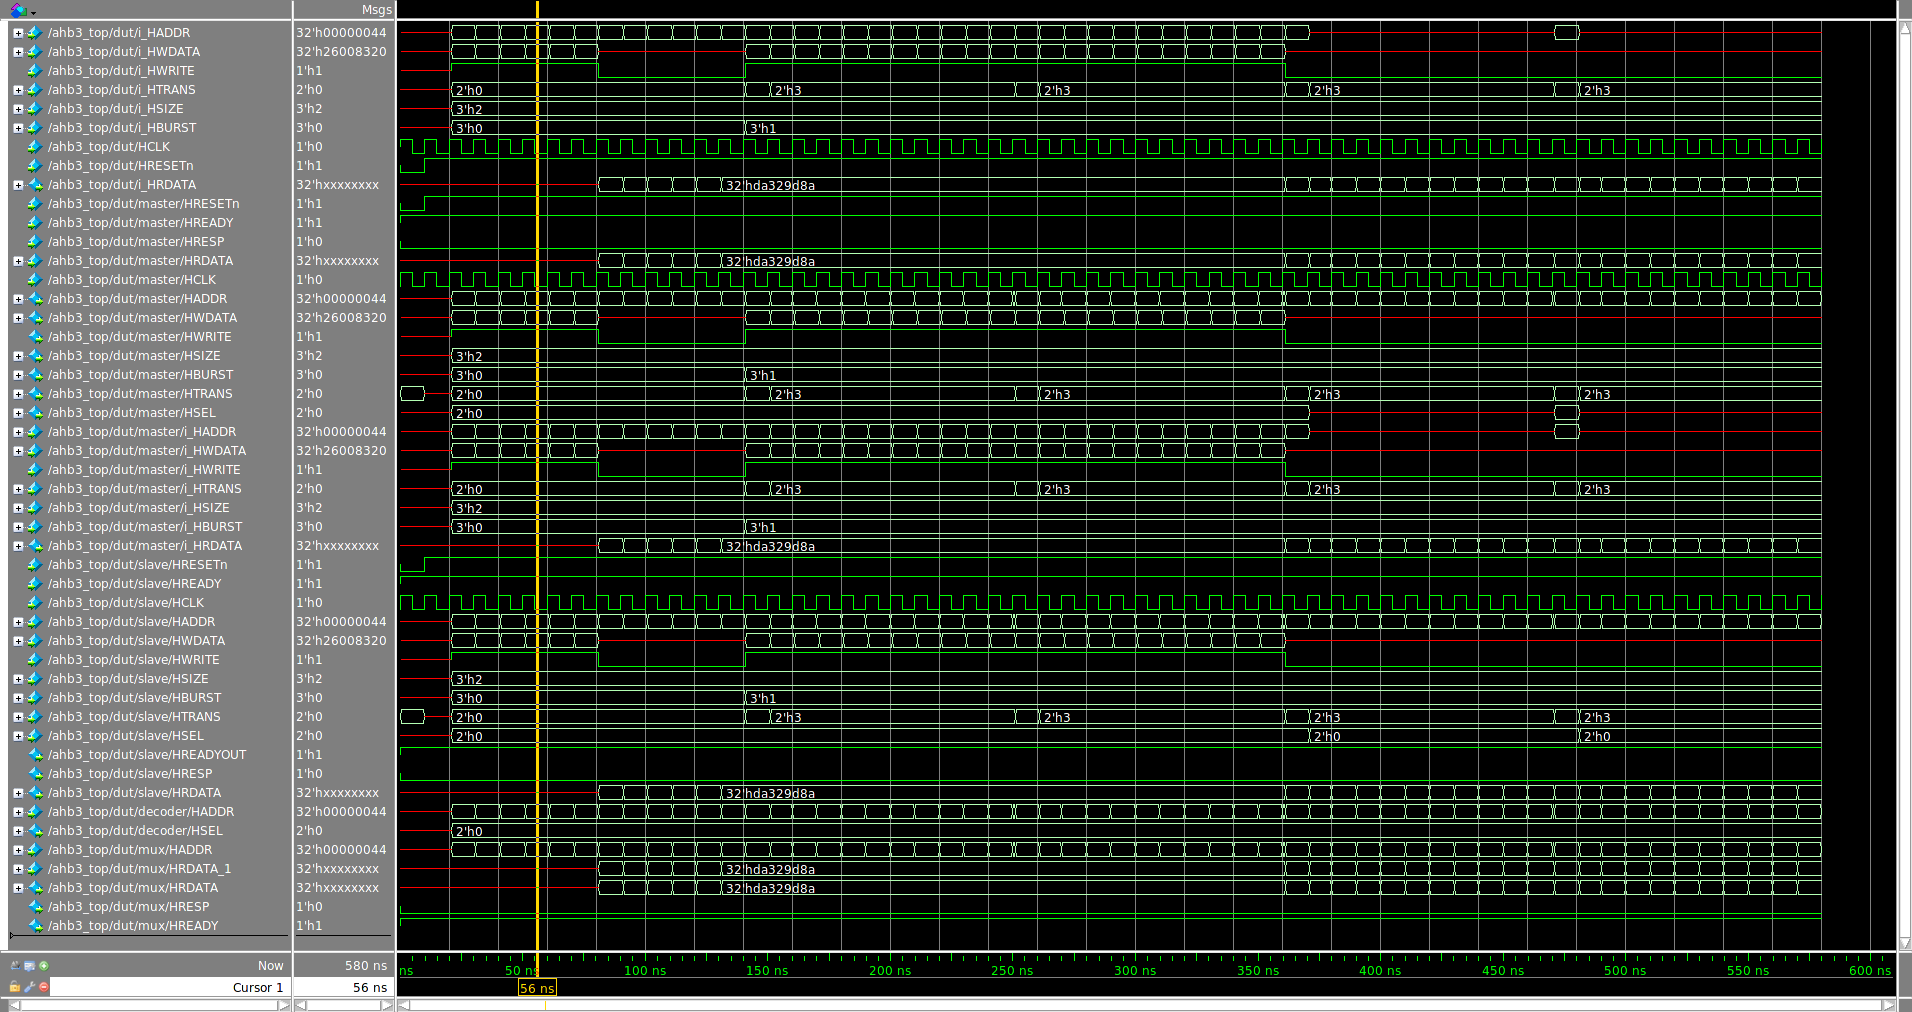 Msgs
/ahb3_top/dut/i_HADDR 32'h00000044
/ahb3_top/dut/i_HWDATA 32'h26008320
/ahb3_top/dut/i_HWRITE 1'h1
/ahb3_top/dut/i_HTRANS 2'h0 2'h0 2'h3 2'h3 2'h3 2'h3
/ahb3_top/dut/i_HSIZE 3'h2 3'h2
/ahb3_top/dut/i_HBURST 3'h0 3'h0 3'h1
/ahb3_top/dut/HCLK 1'h0
/ahb3_top/dut/HRESETn 1'h1
/ahb3_top/dut/i_HRDATA 32'hxxxxxxxx 32'hda329d8a
/ahb3_top/dut/master/HRESETn 1'h1
/ahb3_top/dut/master/HREADY 1'h1
/ahb3_top/dut/master/HRESP 1'h0
/ahb3_top/dut/master/HRDATA 32'hxxxxxxxx 32'hda329d8a
/ahb3_top/dut/master/HCLK 1'h0
/ahb3_top/dut/master/HADDR 32'h00000044
/ahb3_top/dut/master/HWDATA 32'h26008320
/ahb3_top/dut/master/HWRITE 1'h1
/ahb3_top/dut/master/HSIZE 3'h2 3'h2
/ahb3_top/dut/master/HBURST 3'h0 3'h0 3'h1
/ahb3_top/dut/master/HTRANS 2'h0 2'h0 2'h3 2'h3 2'h3 2'h3
/ahb3_top/dut/master/HSEL 2'h0 2'h0
/ahb3_top/dut/master/i_HADDR 32'h00000044
/ahb3_top/dut/master/i_HWDATA 32'h26008320
/ahb3_top/dut/master/i_HWRITE 1'h1
/ahb3_top/dut/master/i_HTRANS 2'h0 2'h0 2'h3 2'h3 2'h3 2'h3
/ahb3_top/dut/master/i_HSIZE 3'h2 3'h2
/ahb3_top/dut/master/i_HBURST 3'h0 3'h0 3'h1
/ahb3_top/dut/master/i_HRDATA 32'hxxxxxxxx 32'hda329d8a
/ahb3_top/dut/slave/HRESETn 1'h1
/ahb3_top/dut/slave/HREADY 1'h1
/ahb3_top/dut/slave/HCLK 1'h0
/ahb3_top/dut/slave/HADDR 32'h00000044
/ahb3_top/dut/slave/HWDATA 32'h26008320
/ahb3_top/dut/slave/HWRITE 1'h1
/ahb3_top/dut/slave/HSIZE 3'h2 3'h2
/ahb3_top/dut/slave/HBURST 3'h0 3'h0 3'h1
/ahb3_top/dut/slave/HTRANS 2'h0 2'h0 2'h3 2'h3 2'h3 2'h3
/ahb3_top/dut/slave/HSEL 2'h0 2'h0 2'h0 2'h0
/ahb3_top/dut/slave/HREADYOUT 1'h1
/ahb3_top/dut/slave/HRESP 1'h0
/ahb3_top/dut/slave/HRDATA 32'hxxxxxxxx 32'hda329d8a
/ahb3_top/dut/decoder/HADDR 32'h00000044
/ahb3_top/dut/decoder/HSEL 2'h0 2'h0
/ahb3_top/dut/mux/HADDR 32'h00000044
/ahb3_top/dut/mux/HRDATA_1 32'hxxxxxxxx 32'hda329d8a
/ahb3_top/dut/mux/HRDATA 32'hxxxxxxxx 32'hda329d8a
/ahb3_top/dut/mux/HRESP 1'h0
/ahb3_top/dut/mux/HREADY 1'h1
Now 580 ns ns 50 ns 100 ns 150 ns 200 ns 250 ns 300 ns 350 ns 400 ns 450 ns 500 ns 550 ns 600 ns
Cursor 1 56 ns 56 ns